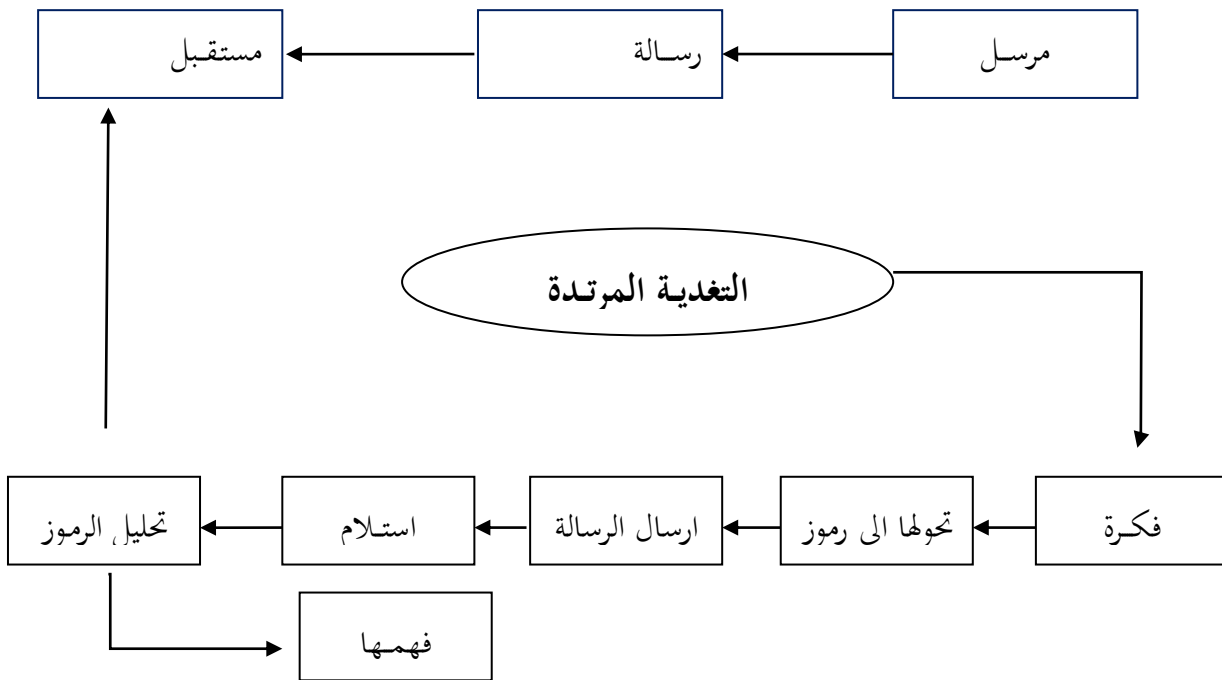 مرسل
رسالة
مستقبل
التغدية المرتدة
فكرة
تحولها الى رموز
ارسال الرسالة
استلام
تحليل الرموز
فهمها